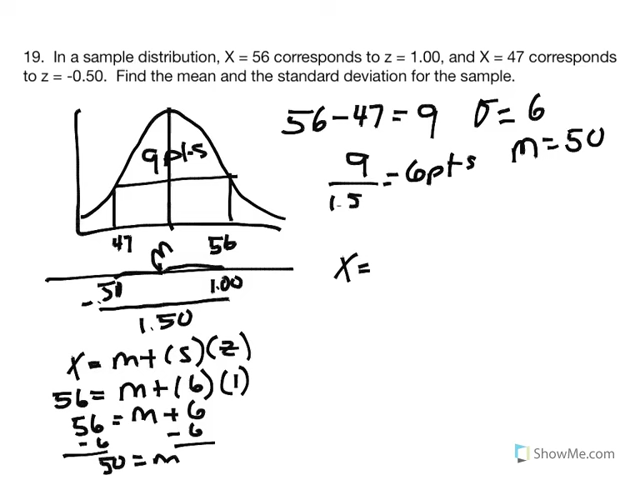 19. In a sample distribution, X = 56 corresponds to z = 1.00, and X = 47 corresponds
to z = -0.50. Find the mean and the standard deviation for the sample.
56-47=9 σ=6
9 pts
9/1.5=6pts m=50
47 m 56
-.50 1.00
1.50
X=
X=m+(s)(z)
56=m+(6)(1)
56=m+6
-6 -6
50=m
ShowMe.com